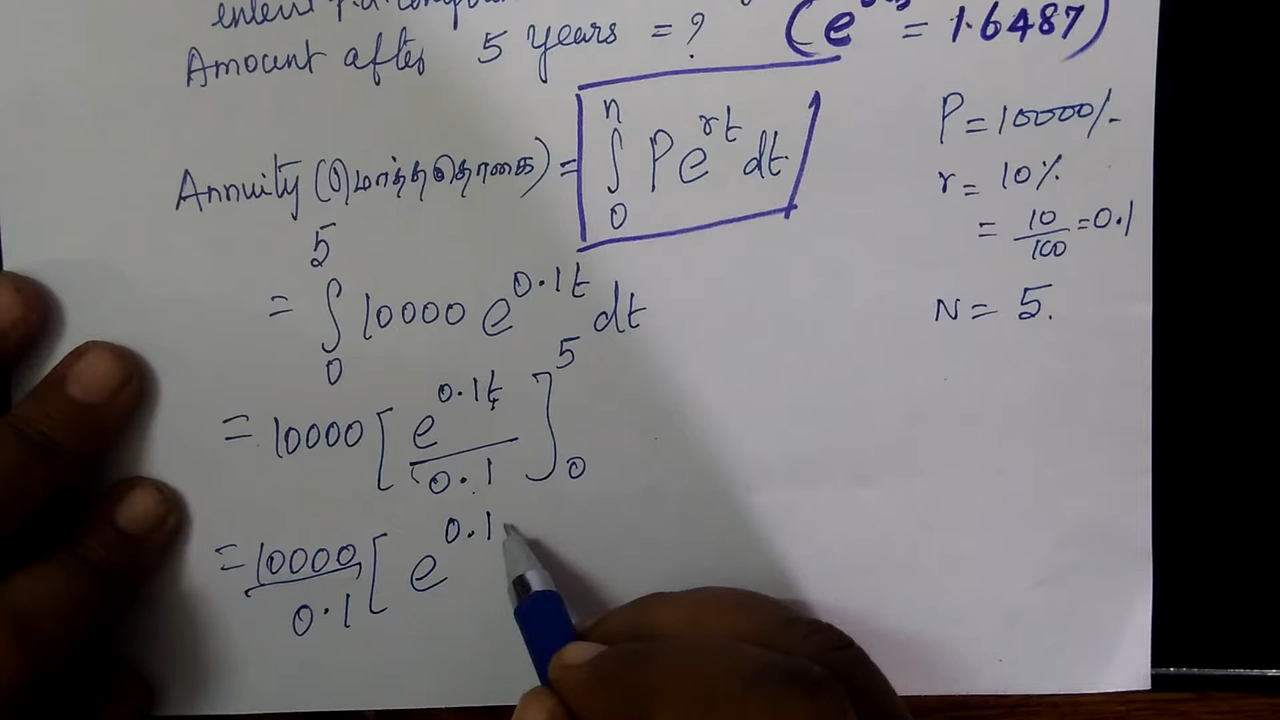 Amount after 5 years = ? (e = 1.6487)
Annuity (மொத்ததொகை) = ∫₀ⁿ Pe^{rt} dt
P = 10000/-
r = 10%
= 10/100 = 0.1
N = 5.
= ∫₀⁵ 10000 e^{0.1t} dt
= 10000 [e^{0.1t}/0.1]₀⁵
= 10000/0.1 [e^{0.1